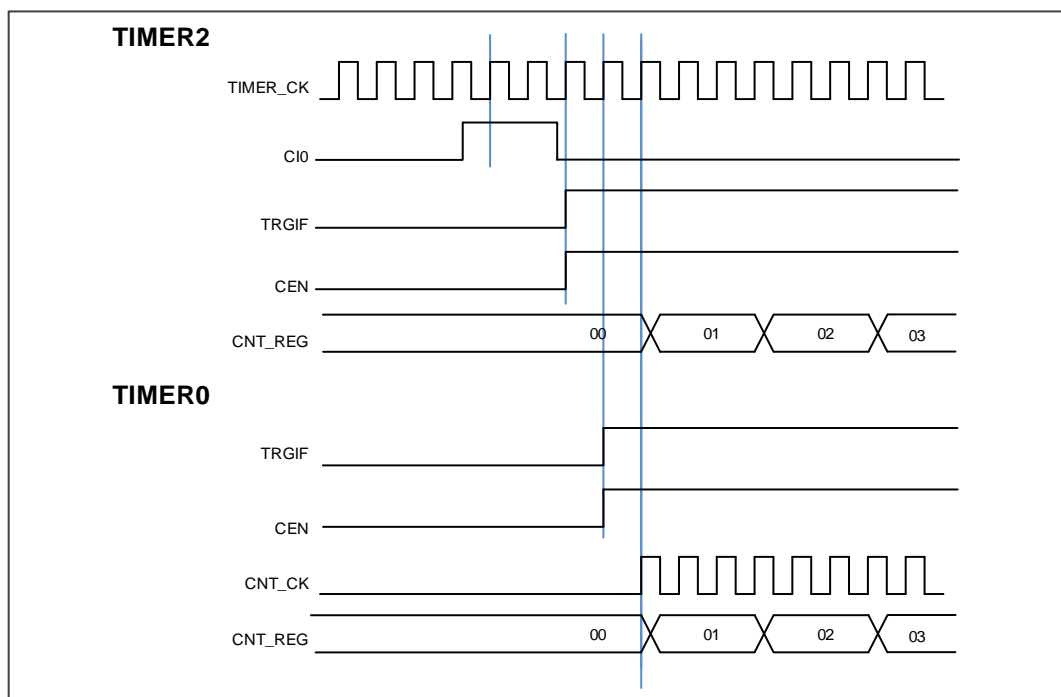 TIMER2
TIMER_CK
CI0
TRGIF
CEN
CNT_REG 00 01 02 03
TIMER0
TRGIF
CEN
CNT_CK
CNT_REG 00 01 02 03